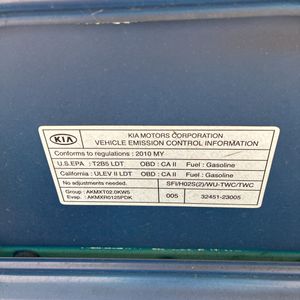 KIA
KIA MOTORS CORPORATION
VEHICLE EMISSION CONTROL INFORMATION
Conforms to regulations : 2010 MY
U.S.EPA : T2B5 LDT OBD : CA II Fuel : Gasoline
California : ULEV II LDT OBD : CA II Fuel : Gasoline
No adjustments needed. SFI/HO2S(2)/WU-TWC/TWC
Group : AKMXT02.0KW5
Evap. : AKMXR0125PDK 005 32451-23005